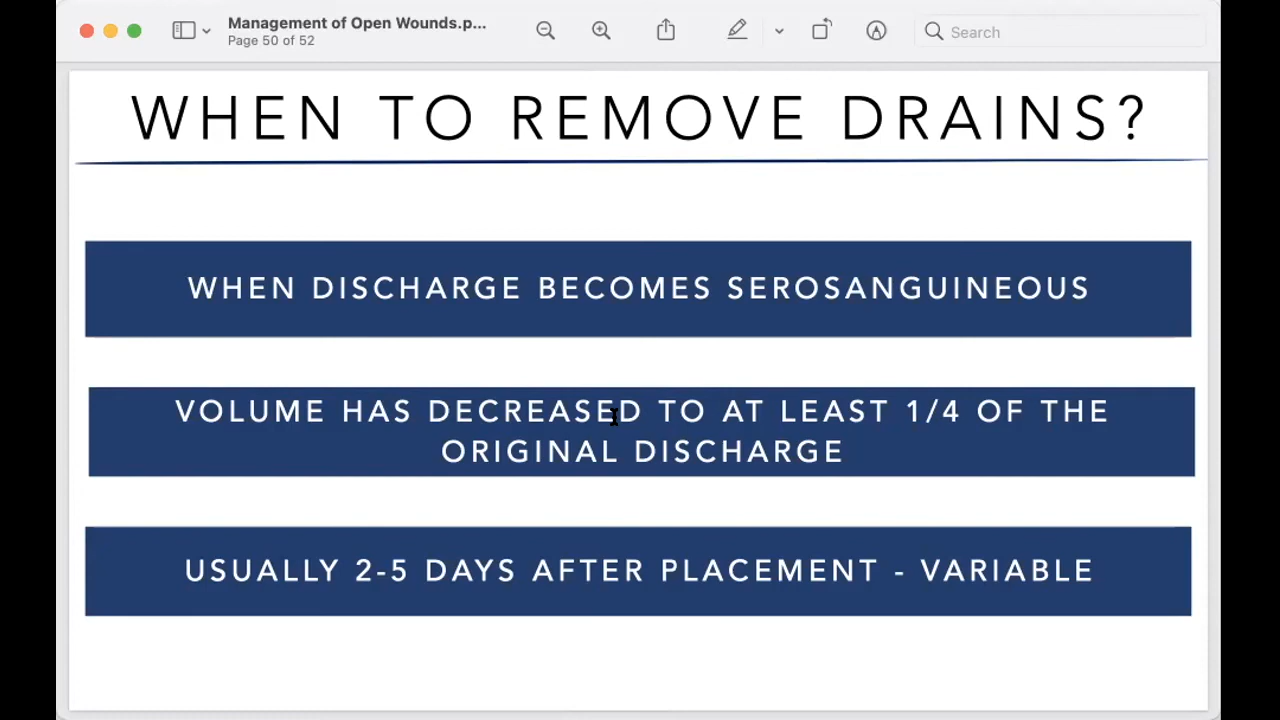 Management of Open Wounds.p...
Page 50 of 52
Search
WHEN TO REMOVE DRAINS?
WHEN DISCHARGE BECOMES SEROSANGUINEOUS
VOLUME HAS DECREASED TO AT LEAST 1/4 OF THE
ORIGINAL DISCHARGE
USUALLY 2-5 DAYS AFTER PLACEMENT - VARIABLE